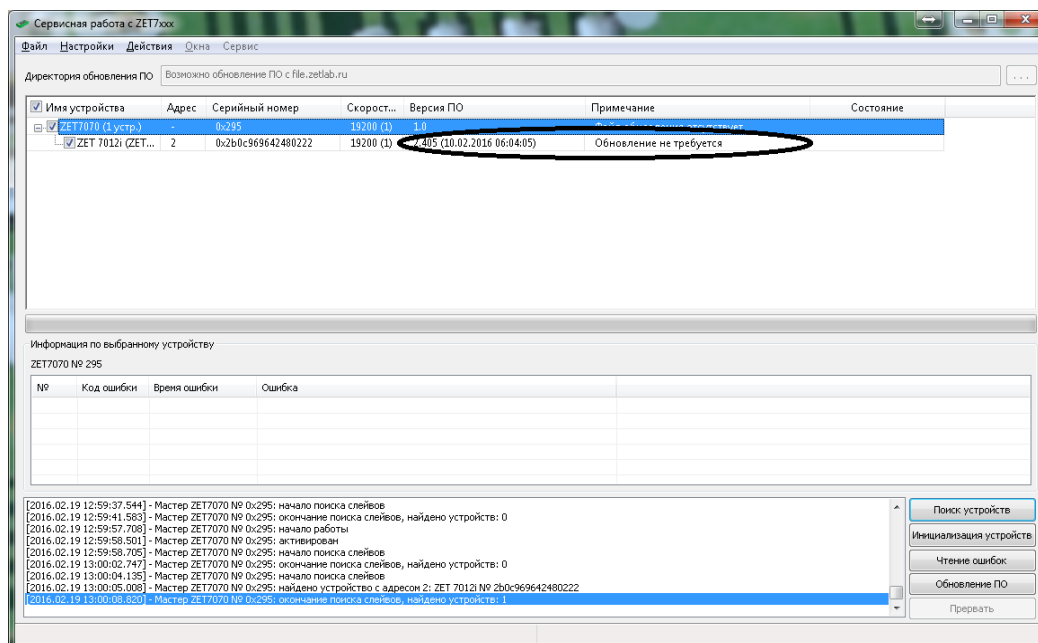 Сервисная работа с ZET7xxx
Файл Настройки Действия Окна Сервис
Директория обновления ПО Возможно обновление ПО с file.zetlab.ru ...
Имя устройства Адрес Серийный номер Скорост... Версия ПО Примечание Состояние
ZET7070 (1 устр.) - 0x295 19200 (1) 1.0 Файл обновления отсутствует
ZET 7012i (ZET... 2 0x2b0c969642480222 19200 (1) 2.405 (10.02.2016 06:04:05) Обновление не требуется
Информация по выбранному устройству
ZET7070 № 295
№ Код ошибки Время ошибки Ошибка
[2016.02.19 12:59:37.544] - Мастер ZET7070 № 0x295: начало поиска слейвов
[2016.02.19 12:59:41.583] - Мастер ZET7070 № 0x295: окончание поиска слейвов, найдено устройств: 0
[2016.02.19 12:59:57.708] - Мастер ZET7070 № 0x295: начало работы
[2016.02.19 12:59:58.501] - Мастер ZET7070 № 0x295: активирован
[2016.02.19 12:59:58.705] - Мастер ZET7070 № 0x295: начало поиска слейвов
[2016.02.19 13:00:02.747] - Мастер ZET7070 № 0x295: окончание поиска слейвов, найдено устройств: 0
[2016.02.19 13:00:04.135] - Мастер ZET7070 № 0x295: начало поиска слейвов
[2016.02.19 13:00:05.008] - Мастер ZET7070 № 0x295: найдено устройство с адресом 2: ZET 7012i № 2b0c969642480222
[2016.02.19 13:00:08.820] - Мастер ZET7070 № 0x295: окончание поиска слейвов, найдено устройств: 1
Поиск устройств
Инициализация устройств
Чтение ошибок
Обновление ПО
Прервать